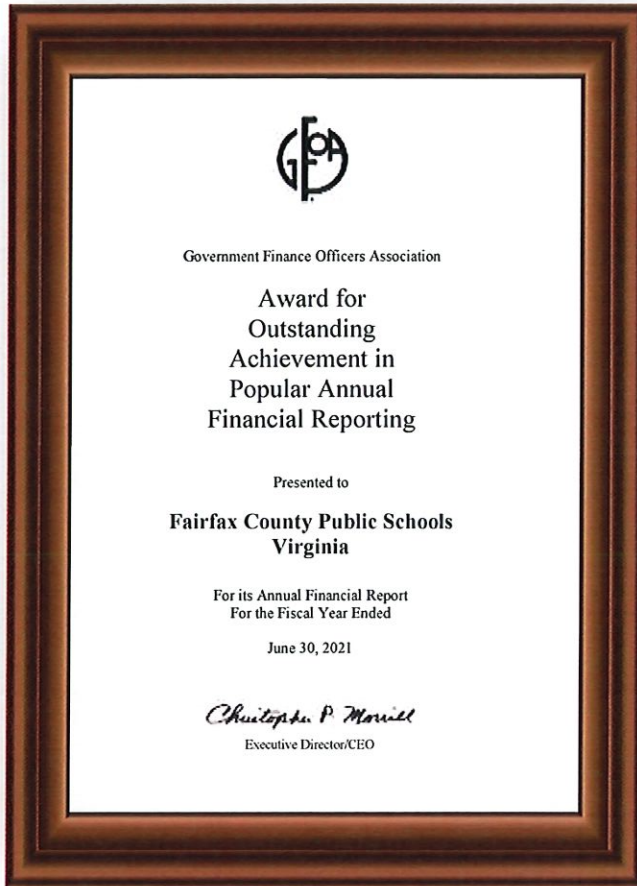 GFOA
Government Finance Officers Association
Award for
Outstanding
Achievement in
Popular Annual
Financial Reporting
Presented to
Fairfax County Public Schools
Virginia
For its Annual Financial Report
For the Fiscal Year Ended
June 30, 2021
Christopher P. Morrill
Executive Director/CEO